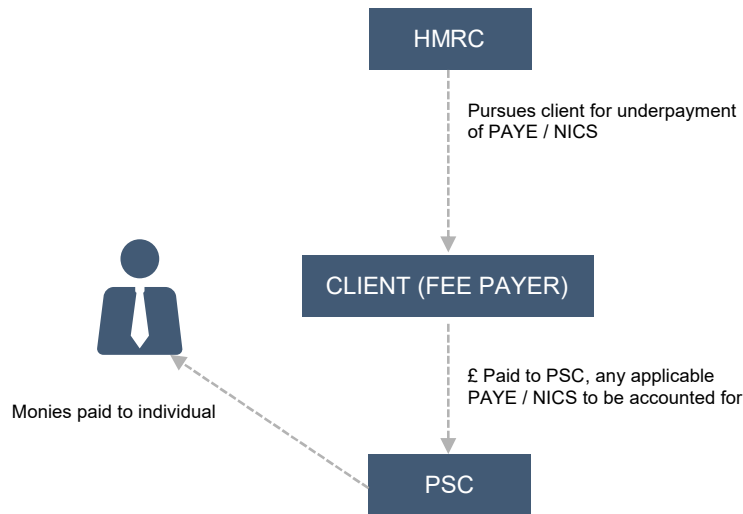 HMRC
Pursues client for underpayment
of PAYE / NICS
CLIENT (FEE PAYER)
£ Paid to PSC, any applicable
PAYE / NICS to be accounted for
Monies paid to individual
PSC